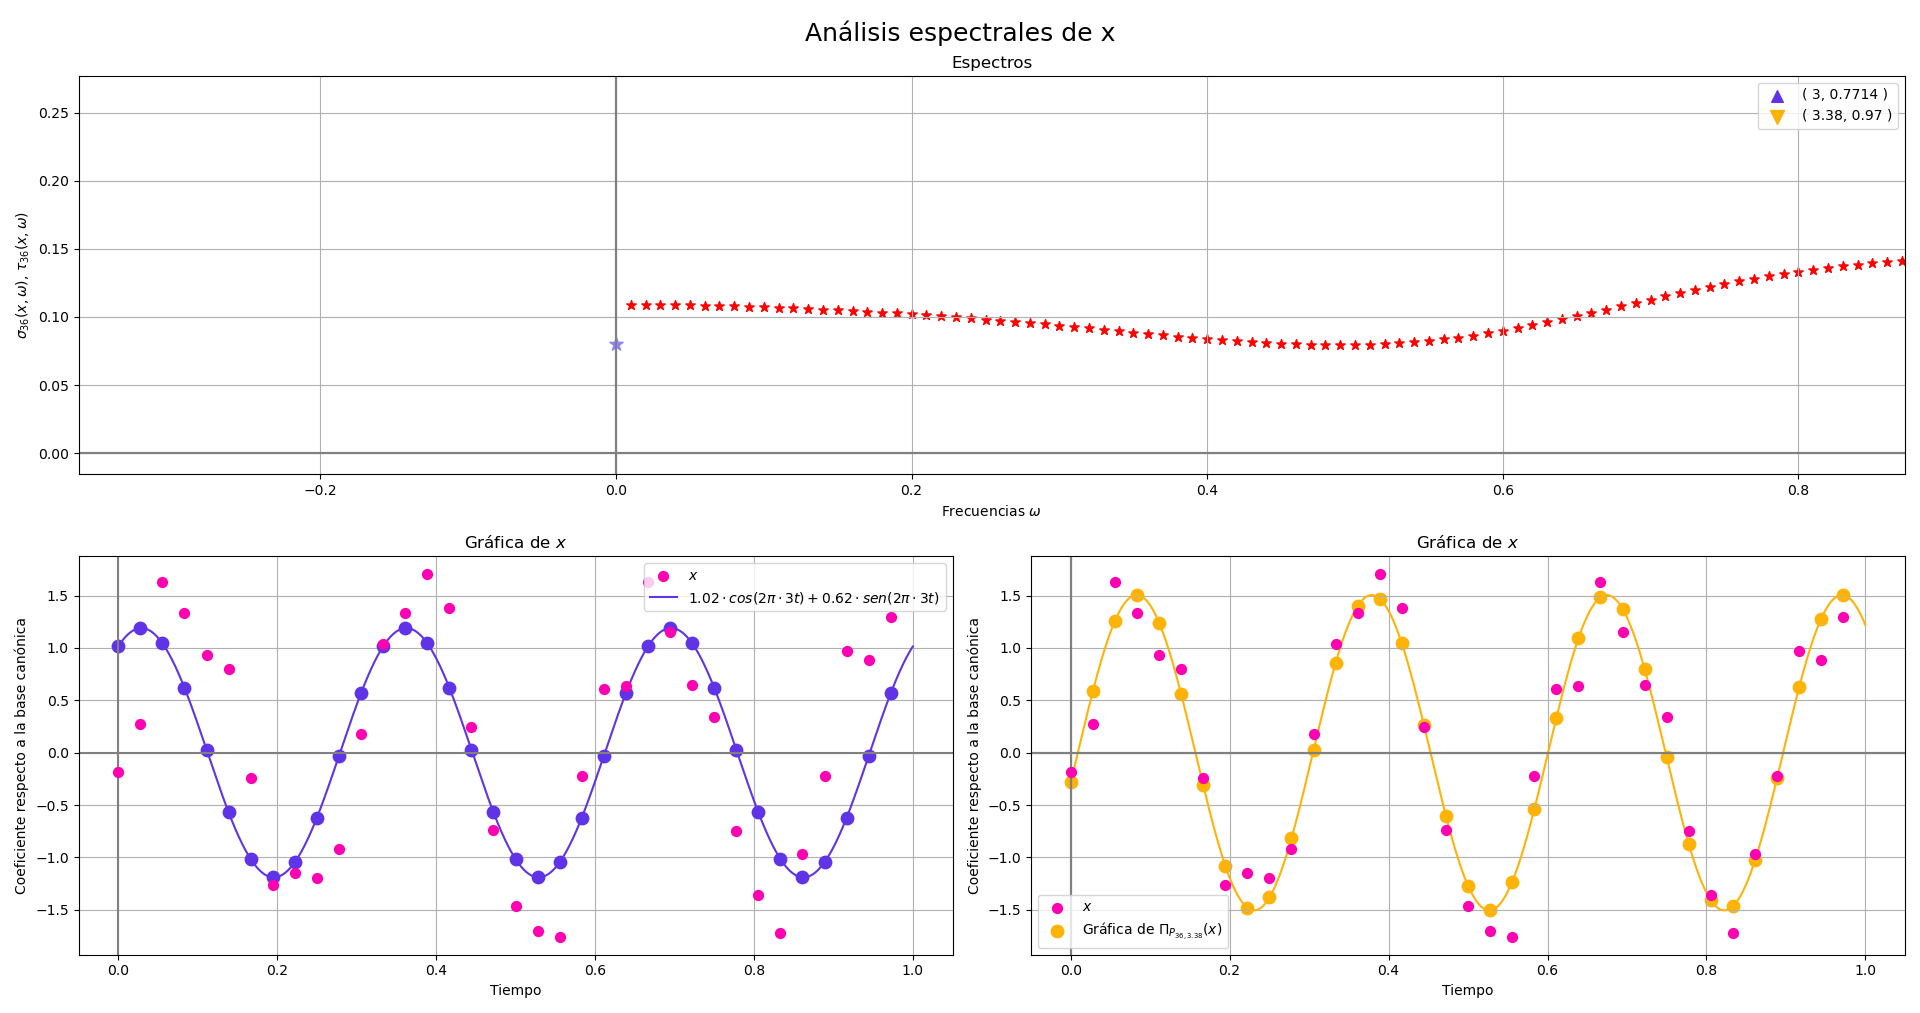 Análisis espectrales de x
Espectros
σ₃₆(x, ω), τ₃₆(x, ω)
0.25
0.20
0.15
0.10
0.05
0.00
( 3, 0.7714 )
( 3.38, 0.97 )
−0.2
0.0
0.2
0.4
0.6
0.8
Frecuencias ω
Gráfica de x
Coeficiente respecto a la base canónica
1.5
1.0
0.5
0.0
−0.5
−1.0
−1.5
x
1.02 · cos(2π · 3t) + 0.62 · sen(2π · 3t)
0.0
0.2
0.4
0.6
0.8
1.0
Tiempo
Gráfica de x
Coeficiente respecto a la base canónica
1.5
1.0
0.5
0.0
−0.5
−1.0
−1.5
x
Gráfica de Π_{P_{36, 3.38}}(x)
0.0
0.2
0.4
0.6
0.8
1.0
Tiempo